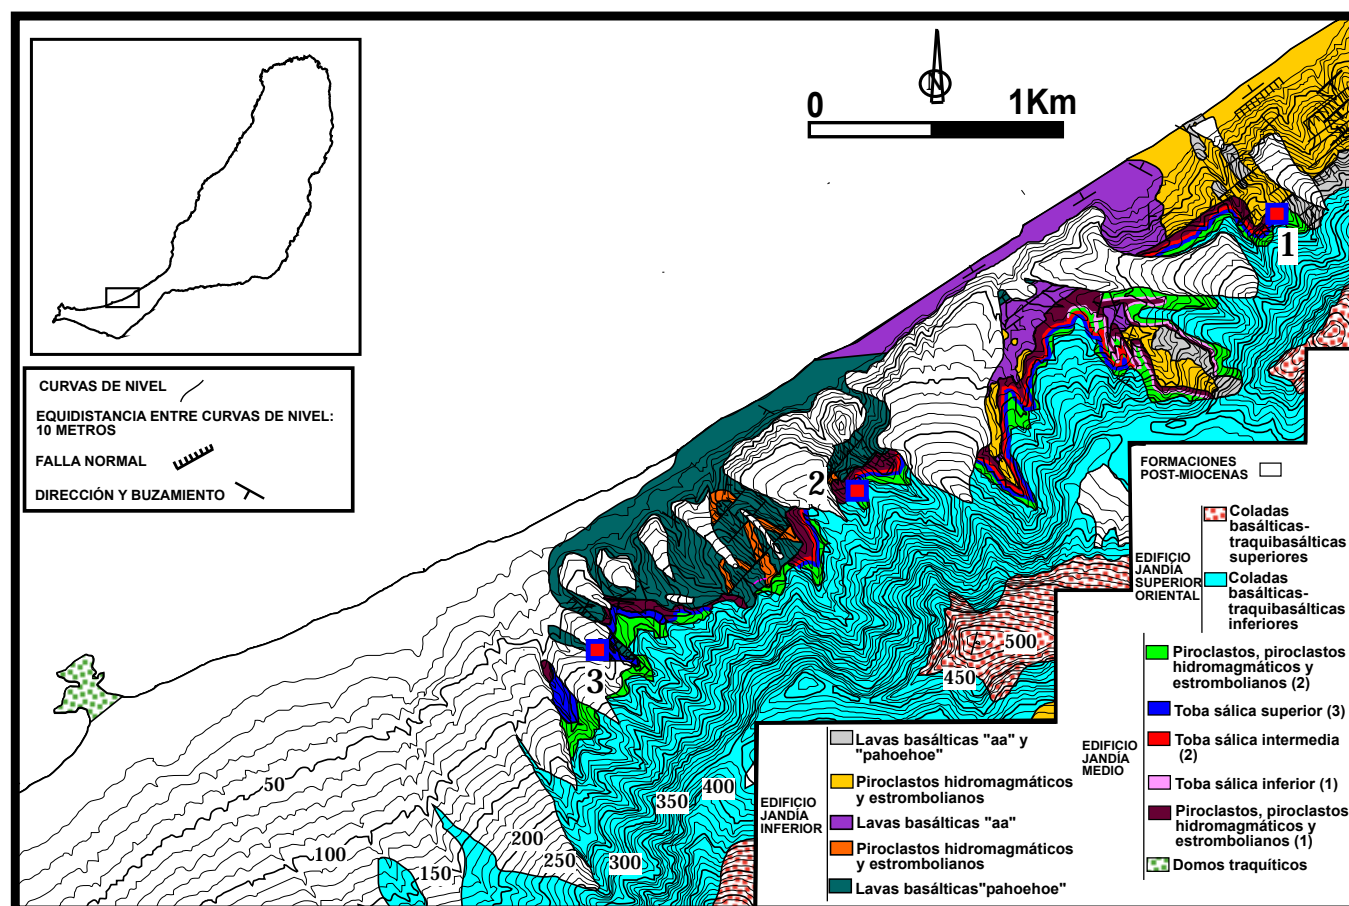 N
0 1Km
CURVAS DE NIVEL
EQUIDISTANCIA ENTRE CURVAS DE NIVEL:
10 METROS
FALLA NORMAL
DIRECCIÓN Y BUZAMIENTO
1
2
3
50
100
150
200
250
300
350
400
450
500
FORMACIONES
POST-MIOCENAS
EDIFICIO
JANDÍA
SUPERIOR
ORIENTAL
Coladas
basálticas-
traquibasálticas
superiores
Coladas
basálticas-
traquibasálticas
inferiores
EDIFICIO
JANDÍA
MEDIO
Piroclastos, piroclastos
hidromagmáticos y
estrombolianos (2)
Toba sálica superior (3)
Toba sálica intermedia
(2)
Toba sálica inferior (1)
Piroclastos, piroclastos
hidromagmáticos y
estrombolianos (1)
Domos traquíticos
EDIFICIO
JANDÍA
INFERIOR
Lavas basálticas "aa" y
"pahoehoe"
Piroclastos hidromagmáticos
y estrombolianos
Lavas basálticas "aa"
Piroclastos hidromagmáticos
y estrombolianos
Lavas basálticas"pahoehoe"